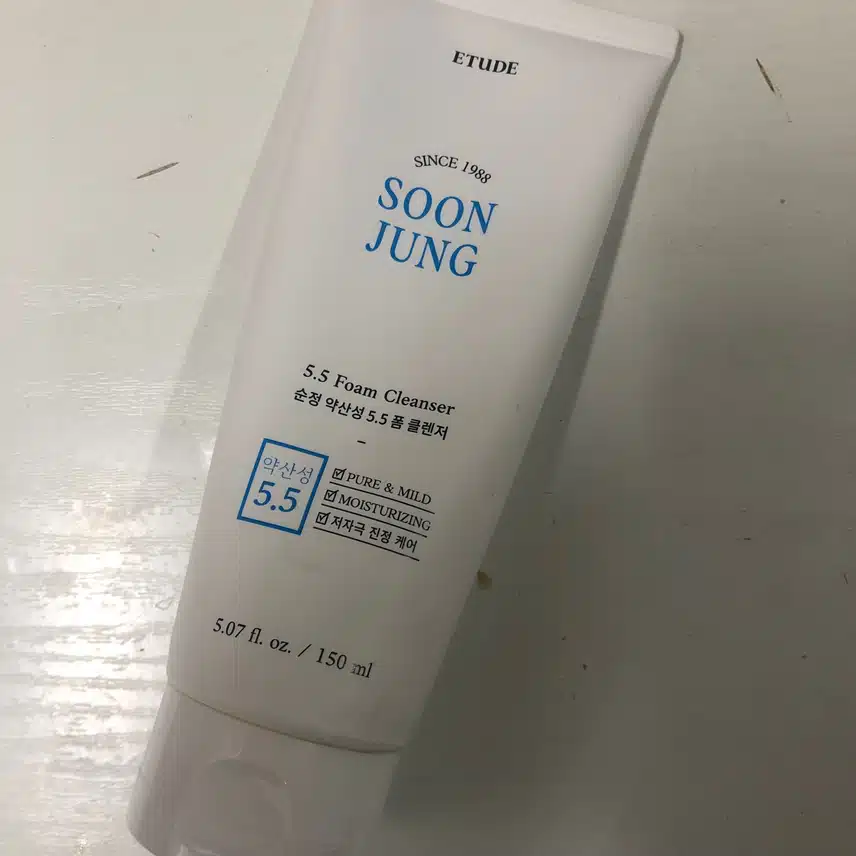 ETUDE
SINCE 1988
SOON
JUNG
5.5 Foam Cleanser
순정 약산성 5.5 폼 클렌저
약산성
5.5
PURE & MILD
MOISTURIZING
저자극 진정 케어
5.07 fl. oz. / 150 ml